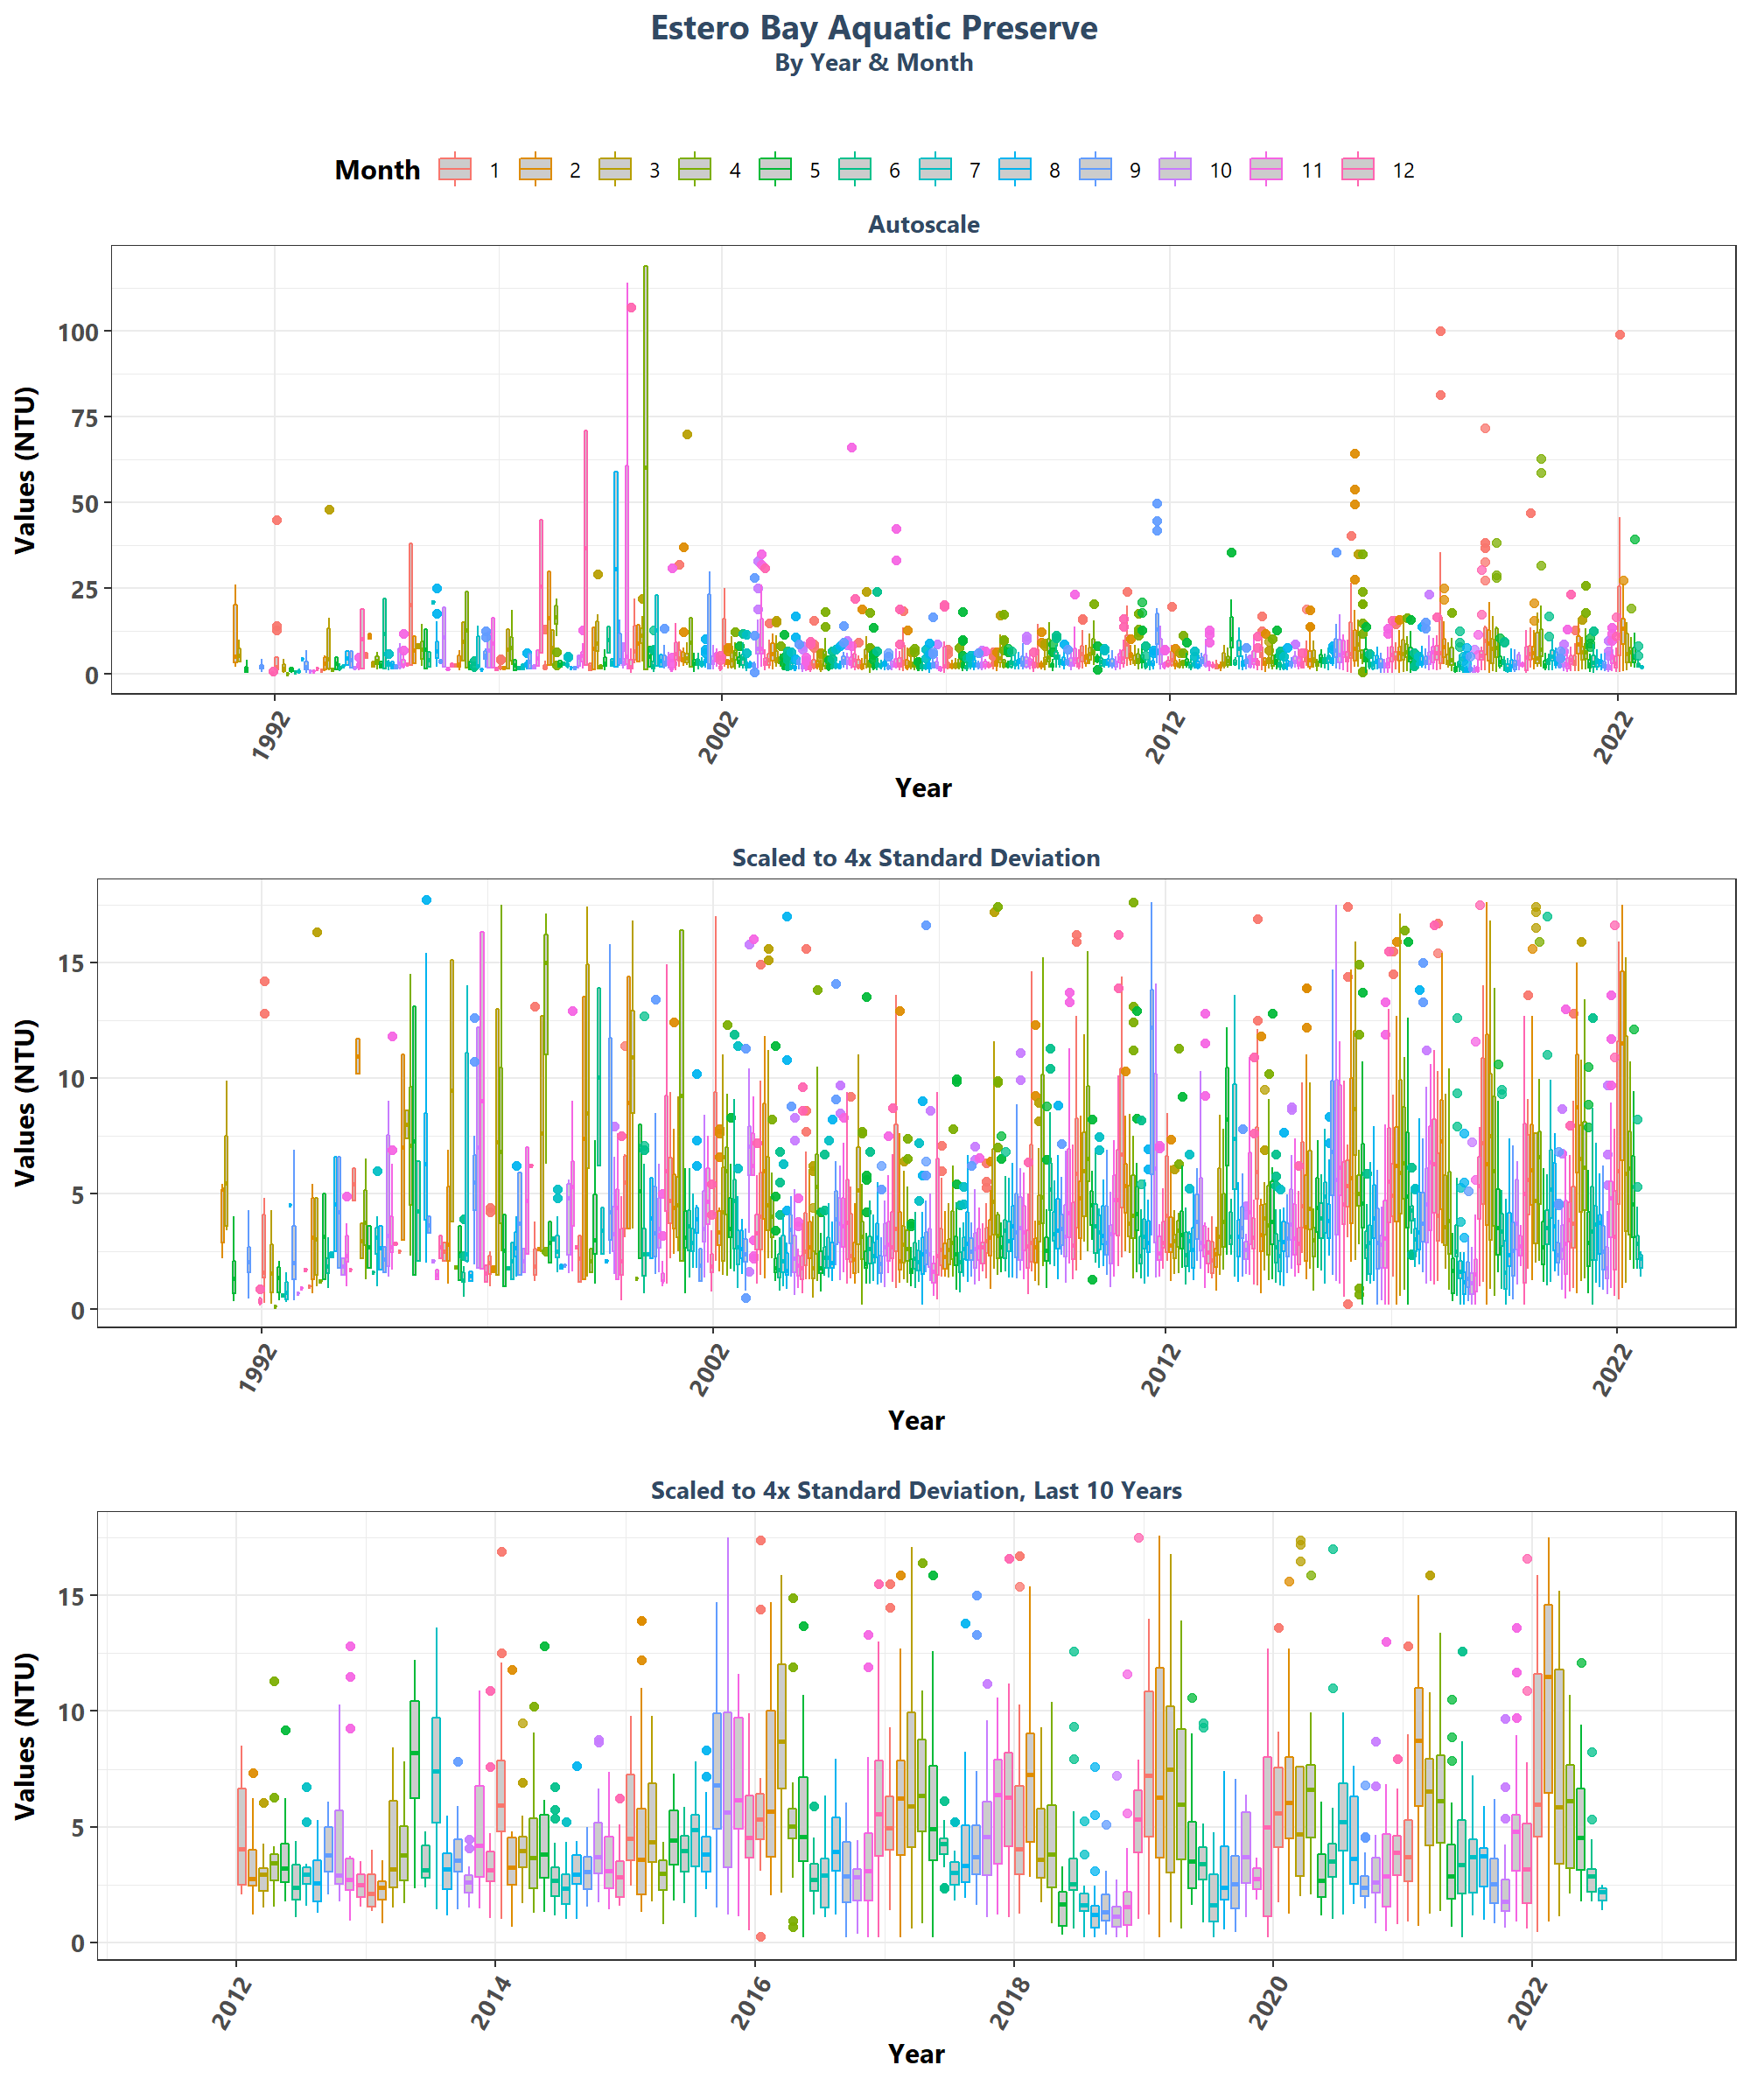 Estero Bay Aquatic Preserve
By Year & Month
Month 1 2 3 4 5 6 7 8 9 10 11 12
Autoscale
Values (NTU)
100
75
50
25
0
1992 2002 2012 2022
Year
Scaled to 4x Standard Deviation
Values (NTU)
15
10
5
0
1992 2002 2012 2022
Year
Scaled to 4x Standard Deviation, Last 10 Years
Values (NTU)
15
10
5
0
2012 2014 2016 2018 2020 2022
Year